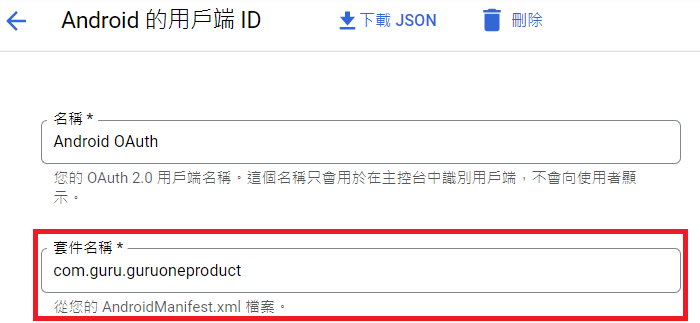 Android 的用戶端 ID
下載 JSON
刪除
名稱 *
Android OAuth
您的 OAuth 2.0 用戶端名稱。這個名稱只會用於在主控台中識別用戶端，不會向使用者顯
示。
套件名稱 *
com.guru.guruoneproduct
從您的 AndroidManifest.xml 檔案。